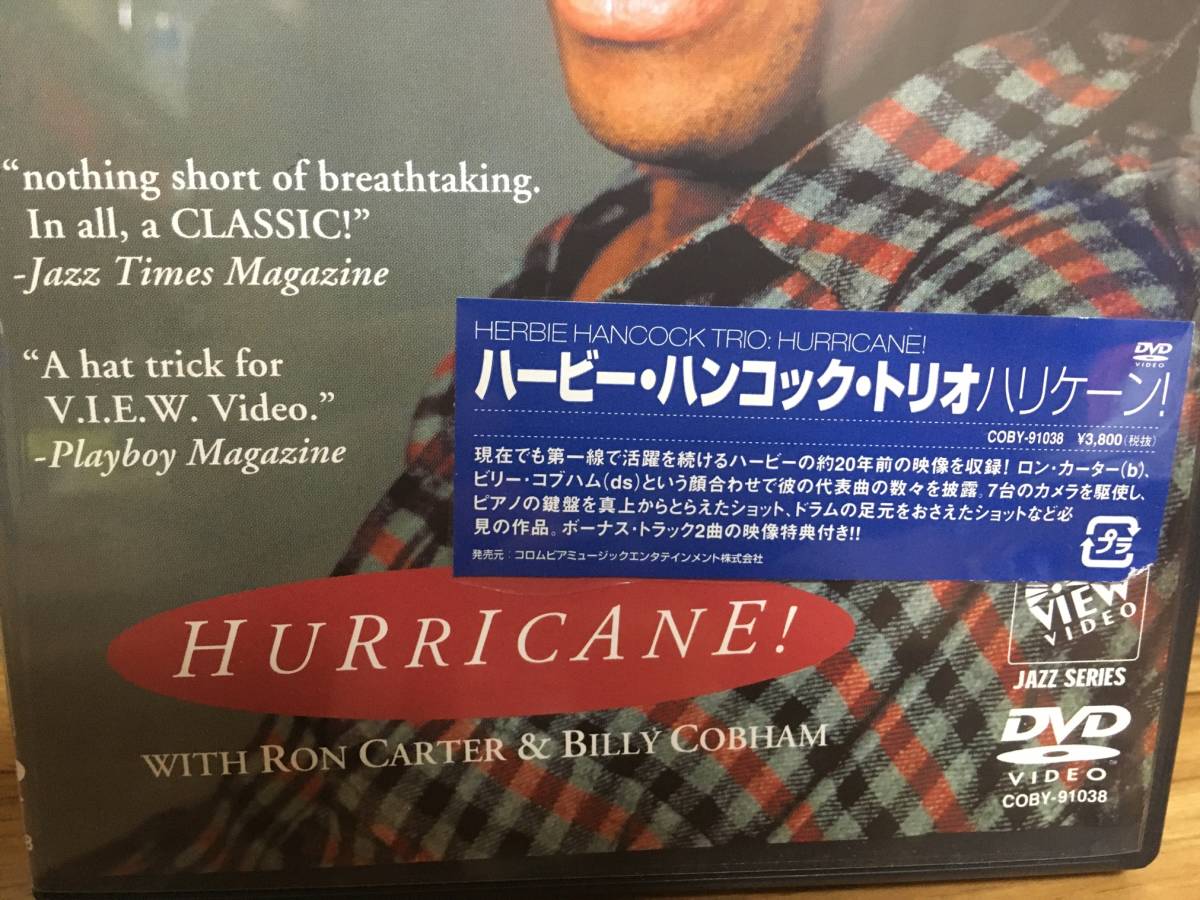 “nothing short of breathtaking.
In all, a CLASSIC!”
-Jazz Times Magazine
“A hat trick for
V.I.E.W. Video.”
-Playboy Magazine
HERBIE HANCOCK TRIO: HURRICANE!
DVD
VIDEO
ハービー・ハンコック・トリオ ハリケーン!
COBY-91038 ¥3,800(税抜)
現在でも第一線で活躍を続けるハービーの約20年前の映像を収録! ロン・カーター(b)、
ビリー・コブハム(ds)という顔合わせで彼の代表曲の数々を披露。7台のカメラを駆使し、
ピアノの鍵盤を真上からとらえたショット、ドラムの足元をおさえたショットなど必
見の作品。ボーナス・トラック2曲の映像特典付き!!
発売元:コロムビアミュージックエンタテインメント株式会社
プラ
HURRICANE!
WITH RON CARTER & BILLY COBHAM
VIEW
VIDEO
JAZZ SERIES
DVD
VIDEO
COBY-91038